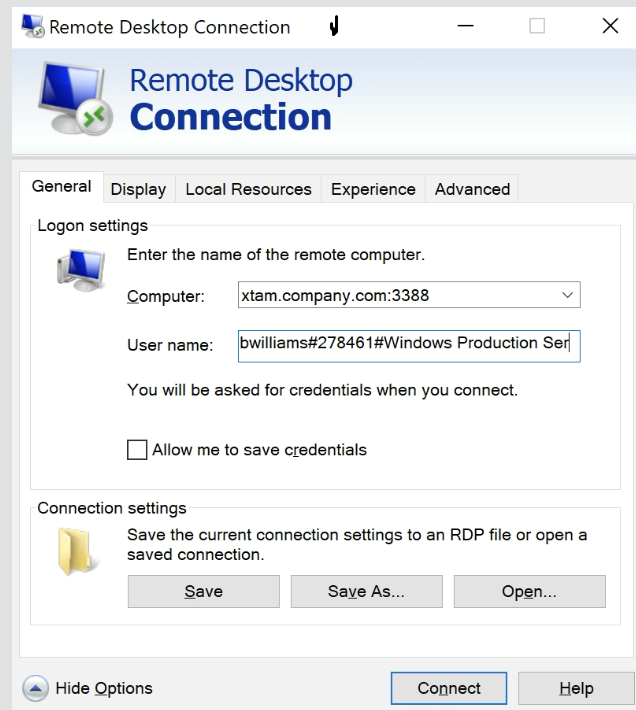 Remote Desktop Connection
Remote Desktop
Connection
General Display Local Resources Experience Advanced
Logon settings
Enter the name of the remote computer.
Computer: xtam.company.com:3388
User name: bwilliams#278461#Windows Production Ser
You will be asked for credentials when you connect.
Allow me to save credentials
Connection settings
Save the current connection settings to an RDP file or open a
saved connection.
Save Save As... Open...
Hide Options Connect Help